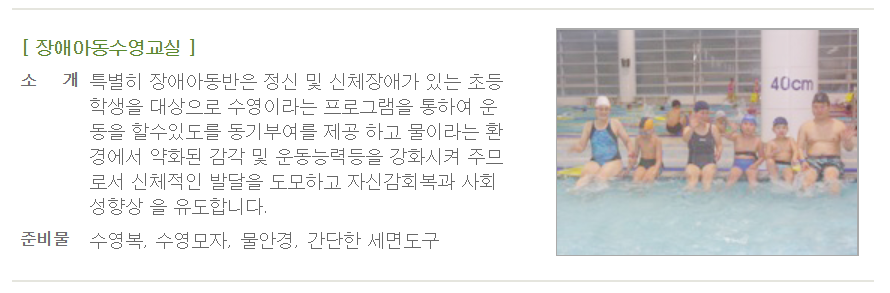 [ 장애아동수영교실 ]
소 개 특별히 장애아동반은 정신 및 신체장애가 있는 초등
학생을 대상으로 수영이라는 프로그램을 통하여 운
동을 할수있도를 동기부여를 제공 하고 물이라는 환
경에서 약화된 감각 및 운동능력등을 강화시켜 주므
로서 신체적인 발달을 도모하고 자신감회복과 사회
성향상 을 유도합니다.
준비물 수영복, 수영모자, 물안경, 간단한 세면도구
40cm